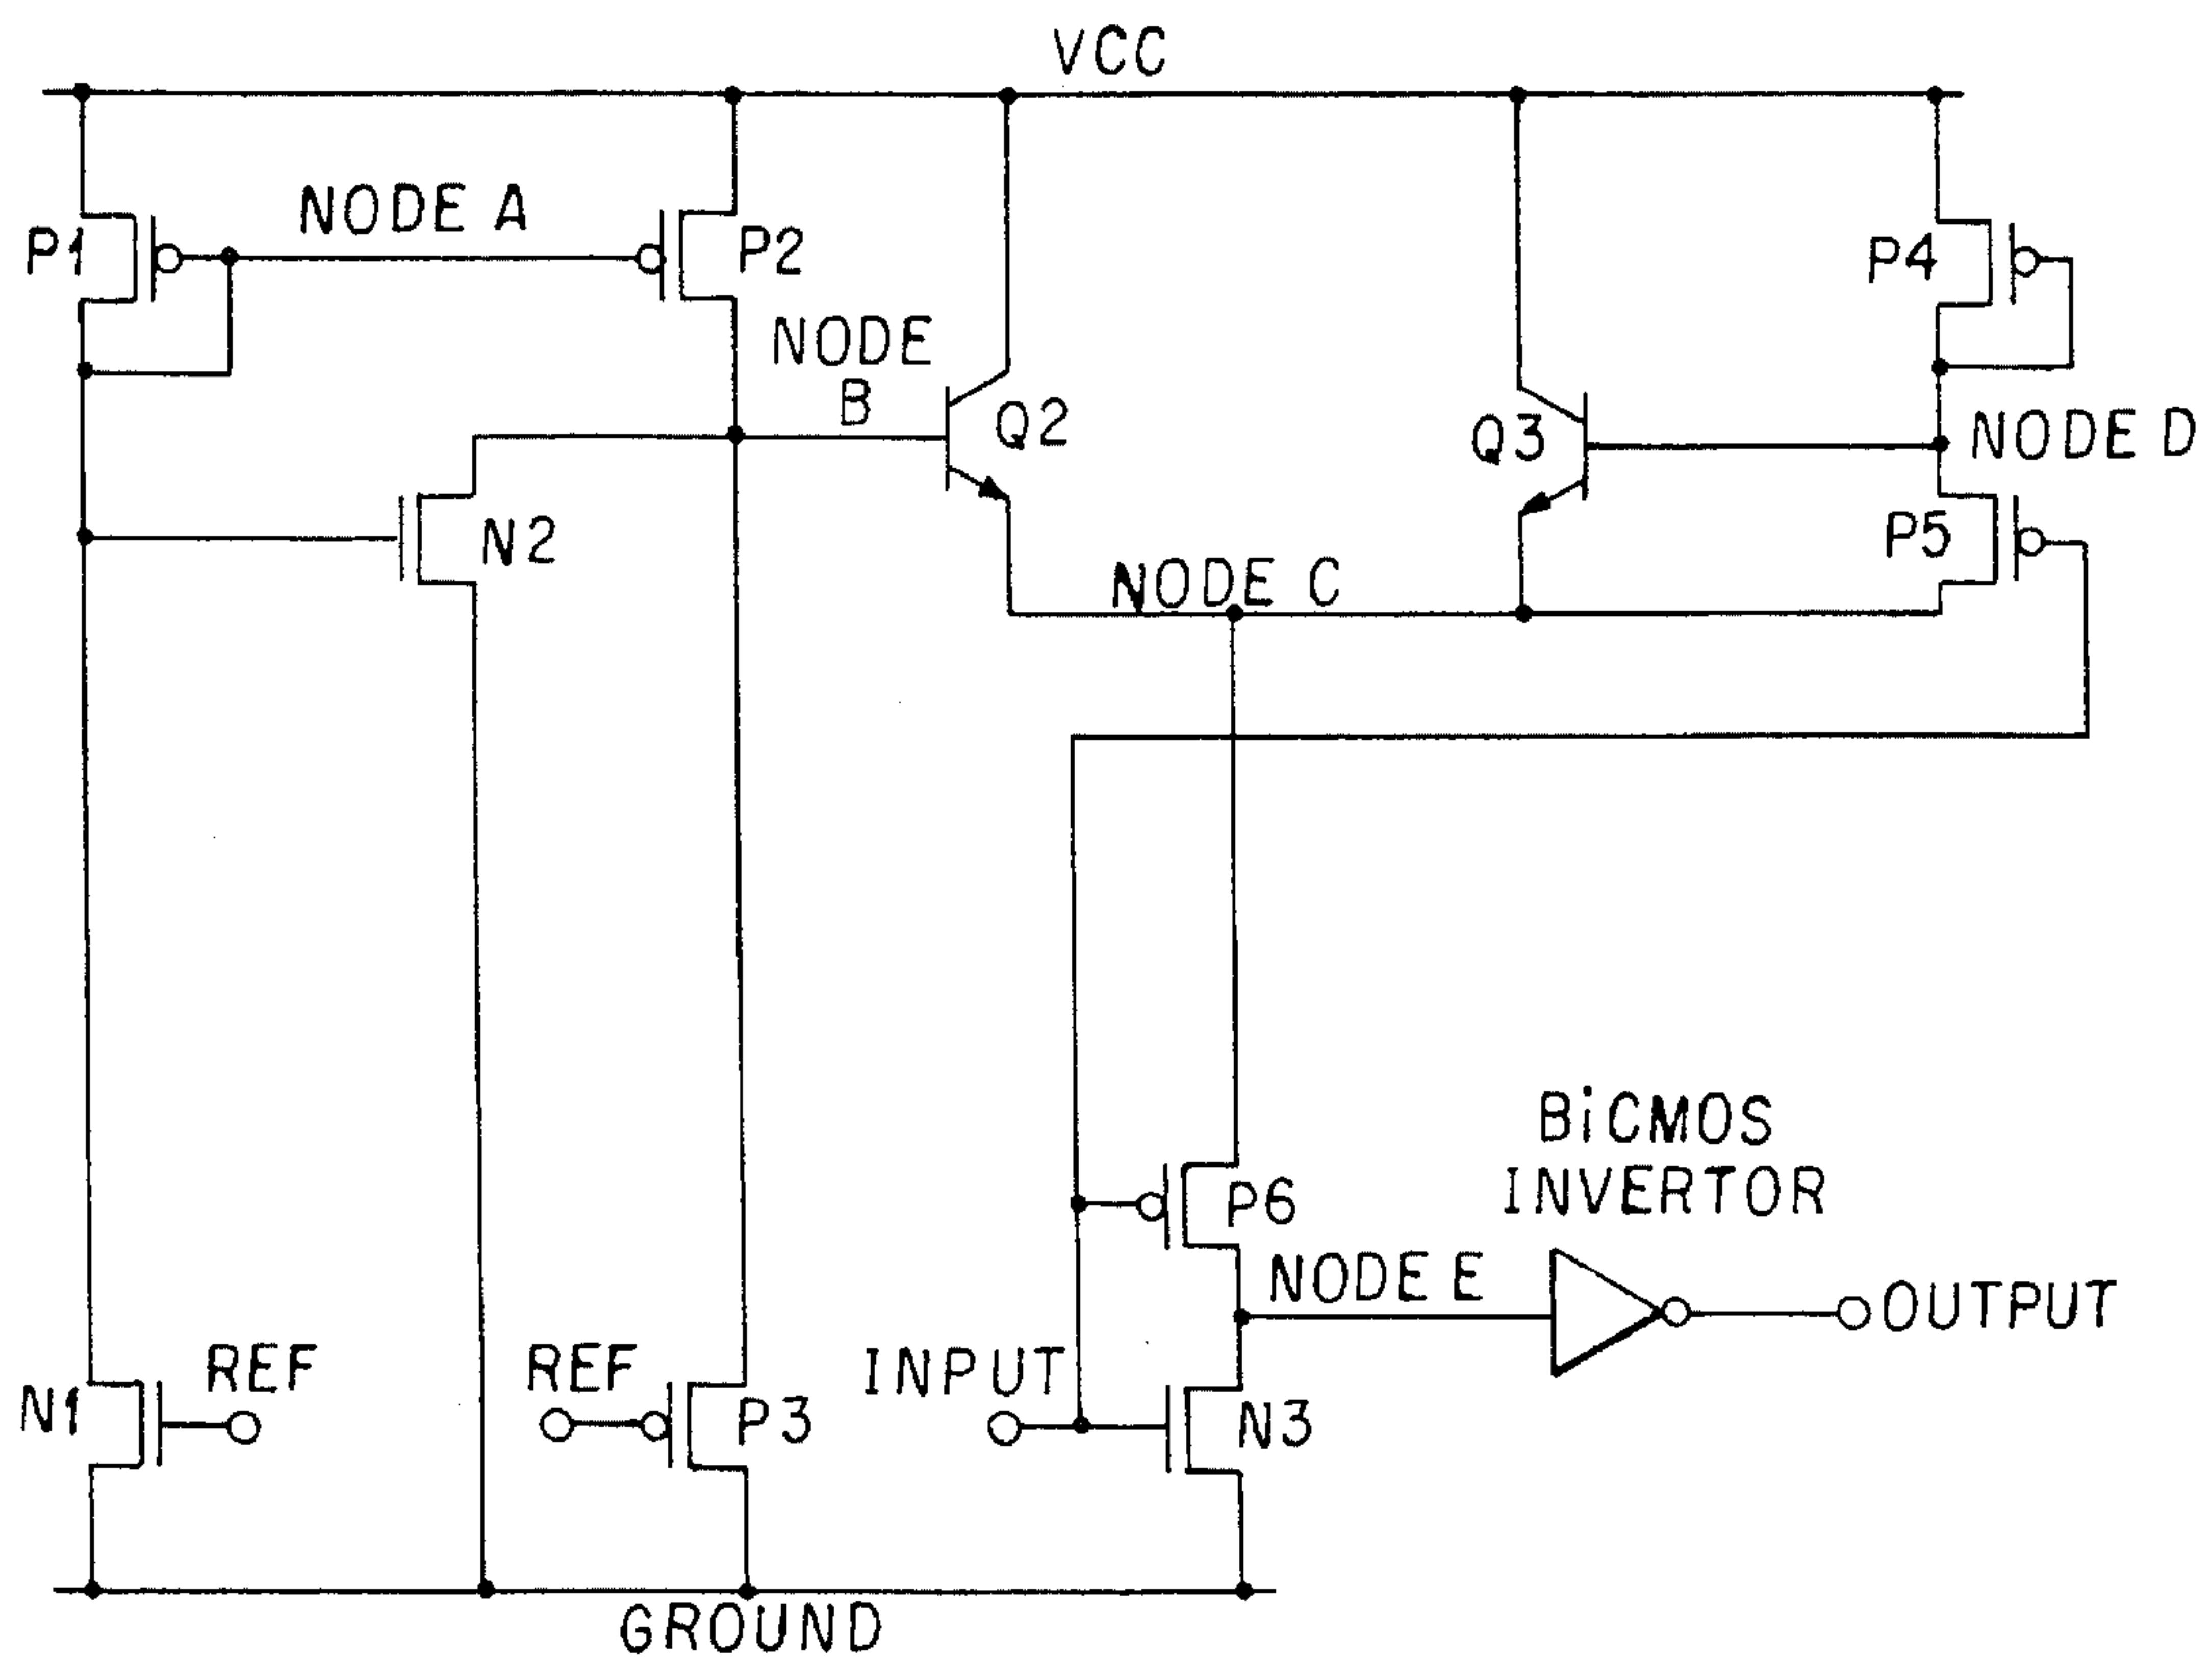 VCC
NODE A
P1
P2
P4
NODE
B
Q2
Q3
NODE D
N2
P5
NODE C
BiCMOS
INVERTOR
P6
NODE E
OUTPUT
REF
REF
INPUT
N1
P3
N3
GROUND